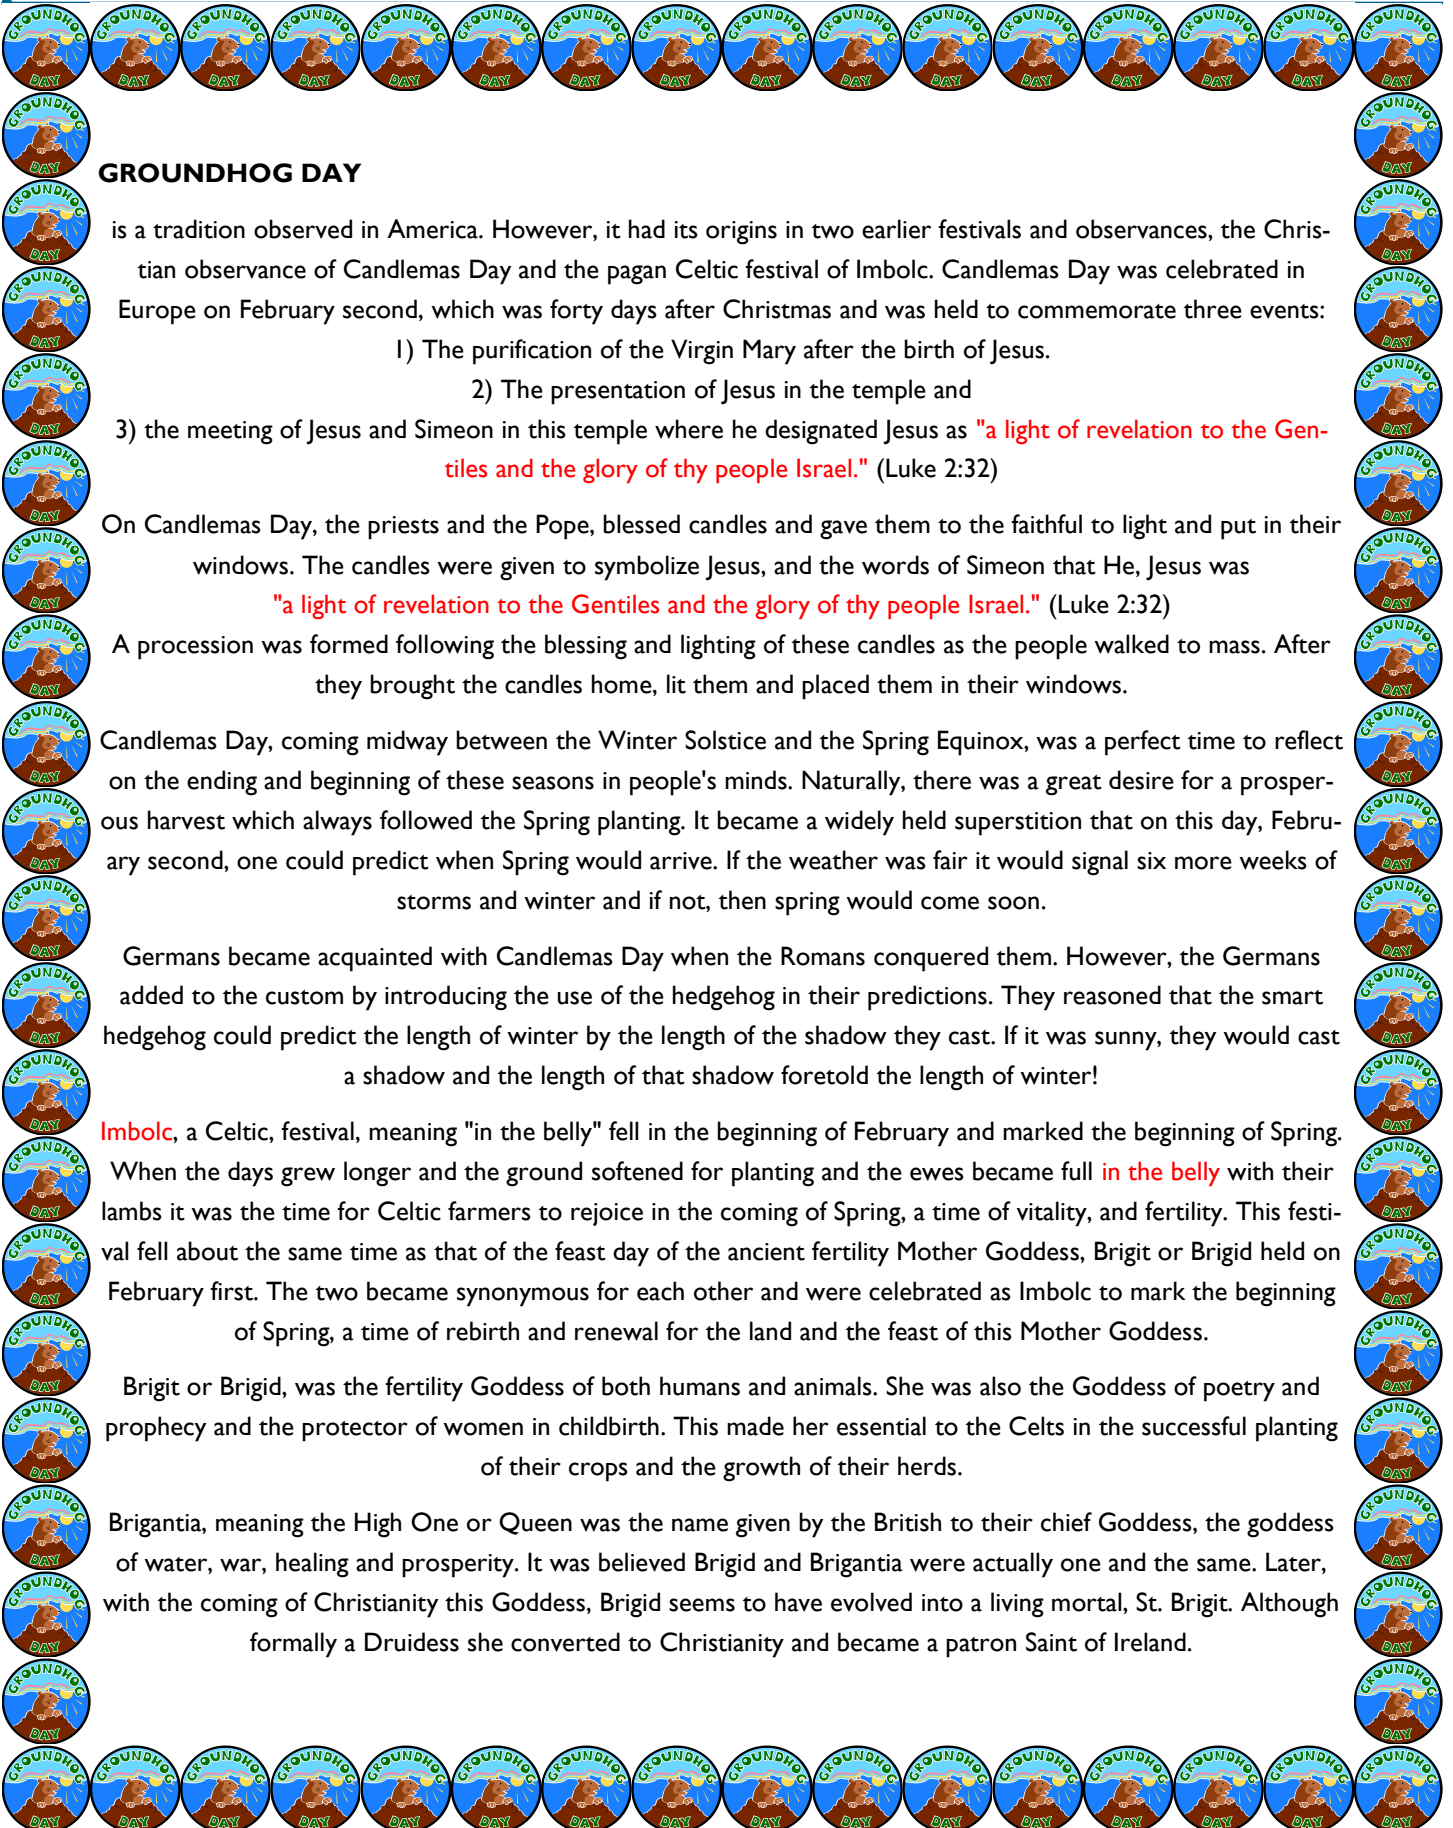 GROUNDHOG DAY
is a tradition observed in America. However, it had its origins in two earlier festivals and observances, the Chris-
tian observance of Candlemas Day and the pagan Celtic festival of Imbolc. Candlemas Day was celebrated in
Europe on February second, which was forty days after Christmas and was held to commemorate three events:
1) The purification of the Virgin Mary after the birth of Jesus.
2) The presentation of Jesus in the temple and
3) the meeting of Jesus and Simeon in this temple where he designated Jesus as "a light of revelation to the Gen-
tiles and the glory of thy people Israel." (Luke 2:32)
On Candlemas Day, the priests and the Pope, blessed candles and gave them to the faithful to light and put in their
windows. The candles were given to symbolize Jesus, and the words of Simeon that He, Jesus was
"a light of revelation to the Gentiles and the glory of thy people Israel." (Luke 2:32)
A procession was formed following the blessing and lighting of these candles as the people walked to mass. After
they brought the candles home, lit them and placed them in their windows.
Candlemas Day, coming midway between the Winter Solstice and the Spring Equinox, was a perfect time to reflect
on the ending and beginning of these seasons in people's minds. Naturally, there was a great desire for a prosper-
ous harvest which always followed the Spring planting. It became a widely held superstition that on this day, Febru-
ary second, one could predict when Spring would arrive. If the weather was fair it would signal six more weeks of
storms and winter and if not, then spring would come soon.
Germans became acquainted with Candlemas Day when the Romans conquered them. However, the Germans
added to the custom by introducing the use of the hedgehog in their predictions. They reasoned that the smart
hedgehog could predict the length of winter by the length of the shadow they cast. If it was sunny, they would cast
a shadow and the length of that shadow foretold the length of winter!
Imbolc, a Celtic, festival, meaning "in the belly" fell in the beginning of February and marked the beginning of Spring.
When the days grew longer and the ground softened for planting and the ewes became full in the belly with their
lambs it was the time for Celtic farmers to rejoice in the coming of Spring, a time of vitality, and fertility. This festi-
val fell about the same time as that of the feast day of the ancient fertility Mother Goddess, Brigit or Brigid held on
February first. The two became synonymous for each other and were celebrated as Imbolc to mark the beginning
of Spring, a time of rebirth and renewal for the land and the feast of this Mother Goddess.
Brigit or Brigid, was the fertility Goddess of both humans and animals. She was also the Goddess of poetry and
prophecy and the protector of women in childbirth. This made her essential to the Celts in the successful planting
of their crops and the growth of their herds.
Brigantia, meaning the High One or Queen was the name given by the British to their chief Goddess, the goddess
of water, war, healing and prosperity. It was believed Brigid and Brigantia were actually one and the same. Later,
with the coming of Christianity this Goddess, Brigid seems to have evolved into a living mortal, St. Brigit. Although
formally a Druidess she converted to Christianity and became a patron Saint of Ireland.